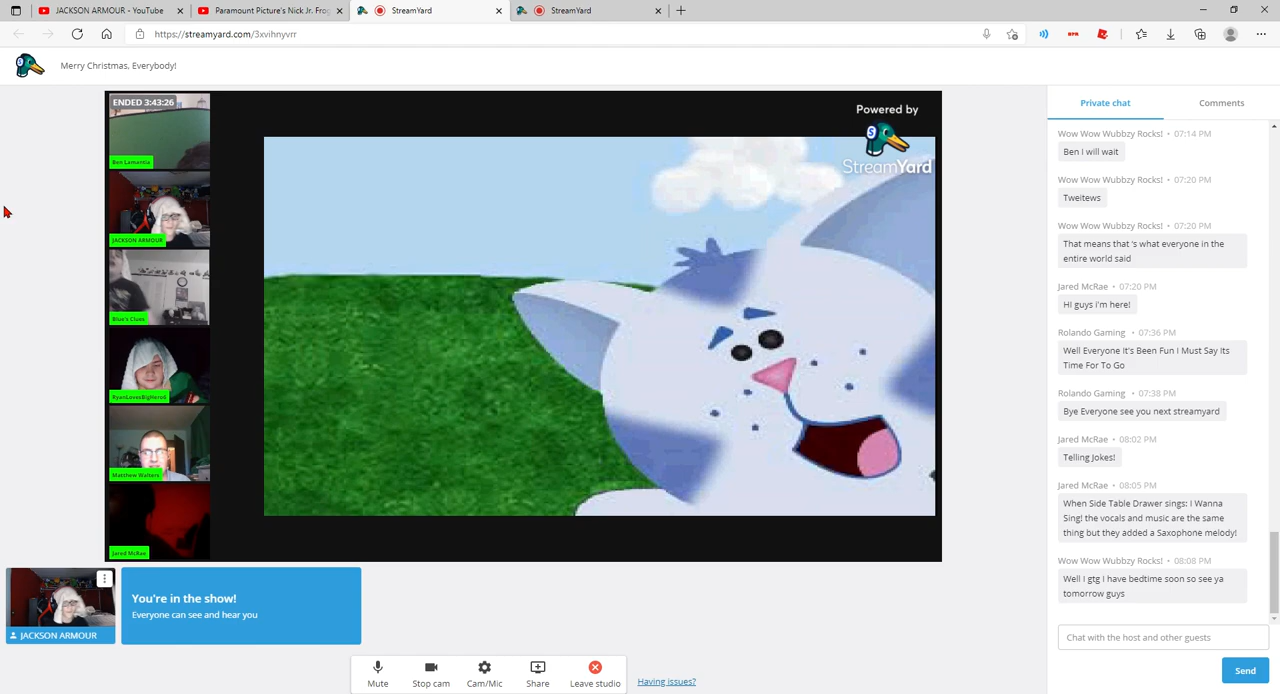 JACKSON ARMOUR - YouTube
Paramount Picture's Nick Jr. Frog
StreamYard
StreamYard
https://streamyard.com/3xvihnyvrr
Merry Christmas, Everybody!
ENDED 3:43:26
Powered by
StreamYard
Ben Lamantia
JACKSON ARMOUR
Blue's Clues
RyanLovesBigHero6
Matthew Walters
Jared McRae
JACKSON ARMOUR
You're in the show!
Everyone can see and hear you
Mute
Stop cam
Cam/Mic
Share
Leave studio
Having issues?
Private chat
Comments
Wow Wow Wubbzy Rocks! • 07:14 PM
Ben I will wait
Wow Wow Wubbzy Rocks! • 07:20 PM
Tweitews
Wow Wow Wubbzy Rocks! • 07:20 PM
That means that 's what everyone in the
entire world said
Jared McRae • 07:20 PM
HI guys i'm here!
Rolando Gaming • 07:36 PM
Well Everyone It's Been Fun I Must Say Its
Time For To Go
Rolando Gaming • 07:38 PM
Bye Everyone see you next streamyard
Jared McRae • 08:02 PM
Telling Jokes!
Jared McRae • 08:05 PM
When Side Table Drawer sings: I Wanna
Sing! the vocals and music are the same
thing but they added a Saxophone melody!
Wow Wow Wubbzy Rocks! • 08:08 PM
Well I gtg I have bedtime soon so see ya
tomorrow guys
Chat with the host and other guests
Send